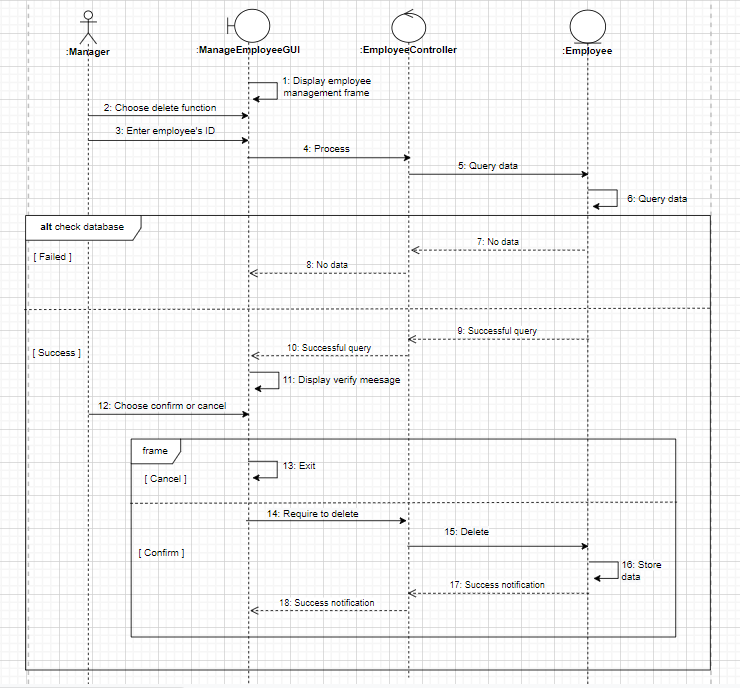 :Manager
:ManageEmployeeGUI
:EmployeeController
:Employee
1: Display employee
management frame
2: Choose delete function
3: Enter employee's ID
4: Process
5: Query data
6: Query data
alt check database
7: No data
[ Failed ]
8: No data
9: Successful query
10: Successful query
[ Success ]
11: Display verify meesage
12: Choose confirm or cancel
frame
13: Exit
[ Cancel ]
14: Require to delete
15: Delete
[ Confirm ]
16: Store
data
17: Success notification
18: Success notification